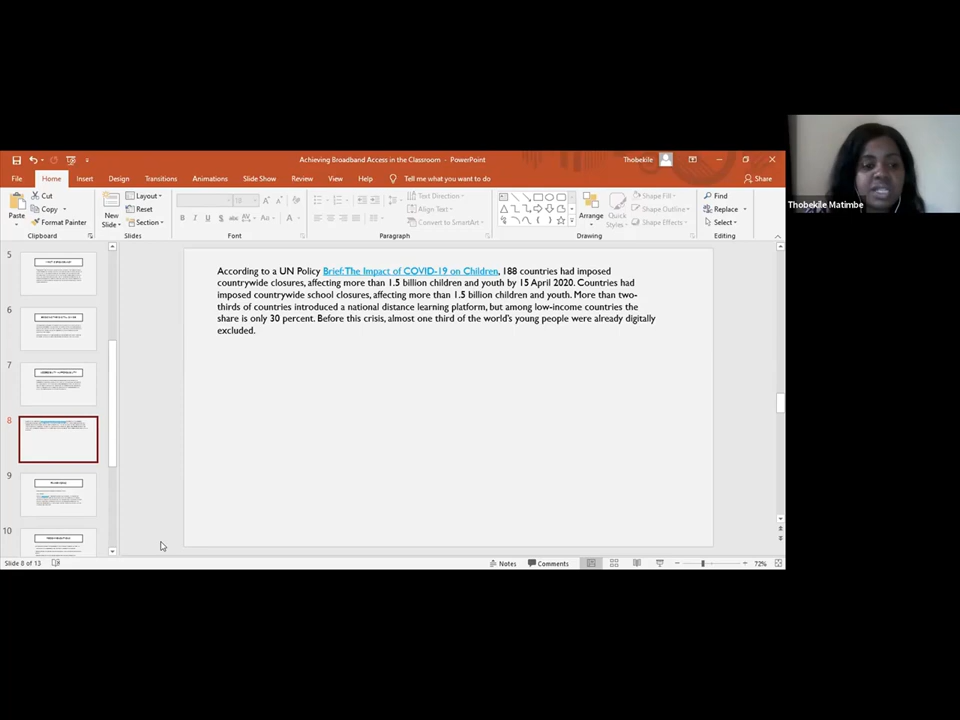 Achieving Broadband Access in the Classroom - PowerPoint
Thobekile
File Home Insert Design Transitions Animations Slide Show Review View Help Tell me what you want to do Share
Paste
Cut
Copy
Format Painter
Clipboard
New Slide
Layout
Reset
Section
Slides
18
Font
Text Direction
Align Text
Convert to SmartArt
Paragraph
Arrange
Quick Styles
Shape Fill
Shape Outline
Shape Effects
Drawing
Find
Replace
Select
Editing
Thobekile Matimbe
5
6
7
8
9
10
According to a UN Policy Brief:The Impact of COVID-19 on Children, 188 countries had imposed
countrywide closures, affecting more than 1.5 billion children and youth by 15 April 2020. Countries had
imposed countrywide school closures, affecting more than 1.5 billion children and youth. More than two-
thirds of countries introduced a national distance learning platform, but among low-income countries the
share is only 30 percent. Before this crisis, almost one third of the world's young people were already digitally
excluded.
Slide 8 of 13
Notes
Comments
72%